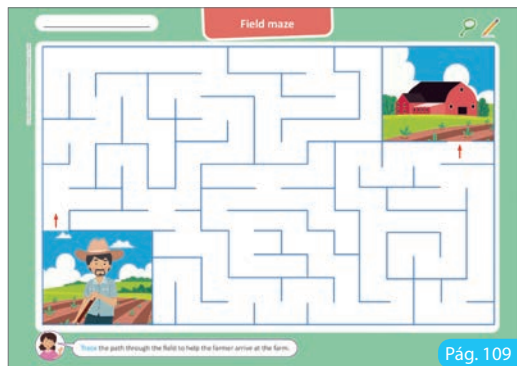 Field maze
Trace the path through the field to help the farmer arrive at the farm.
Pág. 109